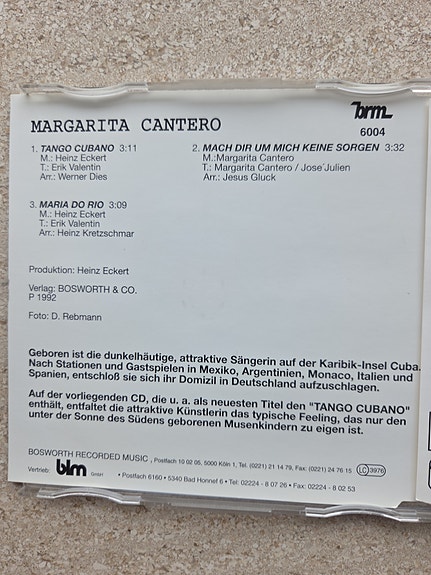 MARGARITA CANTERO
brm
6004
1. TANGO CUBANO 3:11
M.: Heinz Eckert
T.: Erik Valentin
Arr.: Werner Dies
2. MACH DIR UM MICH KEINE SORGEN 3:32
M.:Margarita Cantero
T.: Margarita Cantero / Jose´Julien
Arr.: Jesus Gluck
3. MARIA DO RIO 3:09
M.: Heinz Eckert
T.: Erik Valentin
Arr.: Heinz Kretzschmar
Produktion: Heinz Eckert
Verlag: BOSWORTH & CO.
P 1992
Foto: D. Rebmann
Geboren ist die dunkelhäutige, attraktive Sängerin auf der Karibik-Insel Cuba.
Nach Stationen und Gastspielen in Mexiko, Argentinien, Monaco, Italien und
Spanien, entschloß sie sich ihr Domizil in Deutschland aufzuschlagen.
Auf der vorliegenden CD, die u. a. als neuesten Titel den "TANGO CUBANO"
enthält, entfaltet die attraktive Künstlerin das typische Feeling, das nur den
unter der Sonne des Südens geborenen Musenkindern zu eigen ist.
BOSWORTH RECORDED MUSIC , Postfach 10 02 05, 5000 Köln 1, Tel. (0221) 21 14 79, Fax: (0221) 24 76 15 LC 3976
Vertrieb: blm GmbH • Postfach 6160 • 5340 Bad Honnef 6 • Tel: 02224 - 8 07 26 • Fax: 02224 - 8 02 53